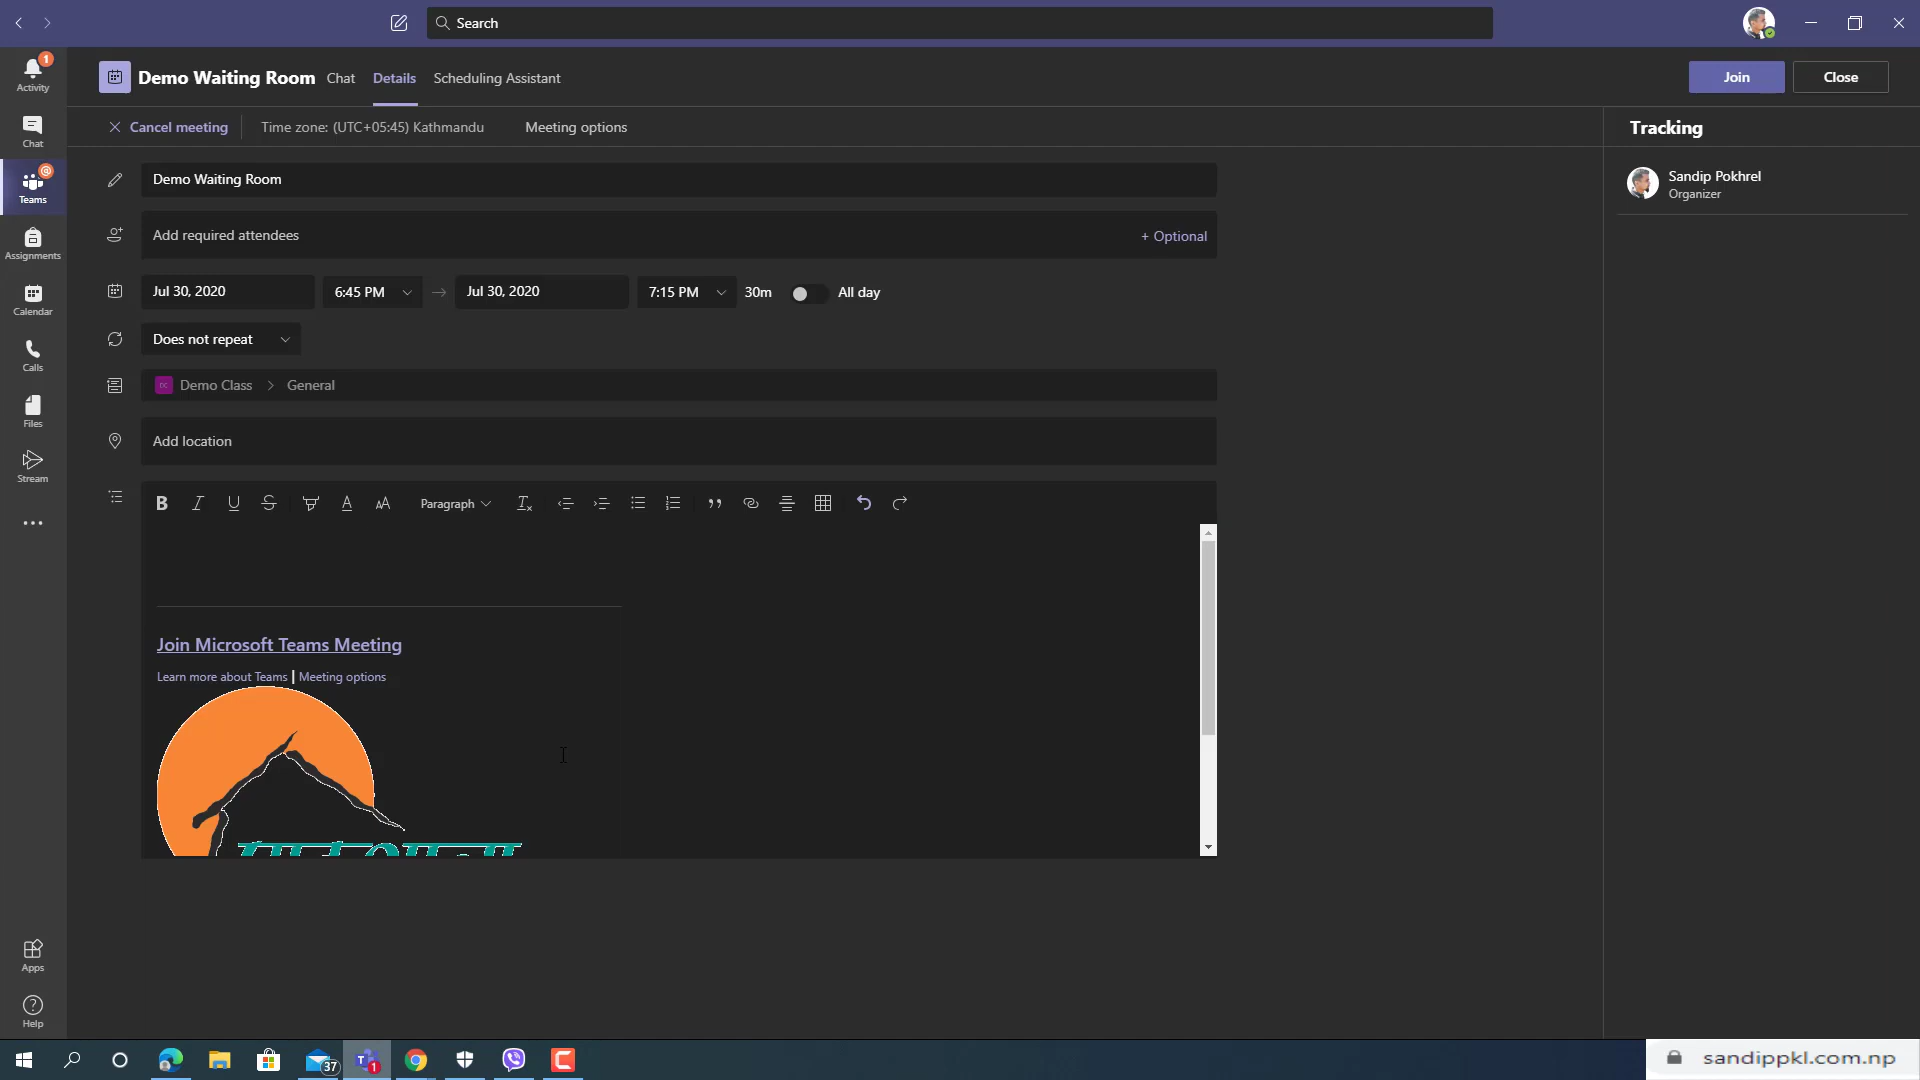 Search
Activity
1
Chat
Teams
Assignments
Calendar
Calls
Files
Stream
Apps
Help
Demo Waiting Room Chat Details Scheduling Assistant
Join Close
Cancel meeting Time zone: (UTC+05:45) Kathmandu Meeting options
Tracking
Sandip Pokhrel
Organizer
Demo Waiting Room
Add required attendees + Optional
Jul 30, 2020 6:45 PM → Jul 30, 2020 7:15 PM 30m All day
Does not repeat
DC Demo Class > General
Add location
B I U S A AA Paragraph
Join Microsoft Teams Meeting
Learn more about Teams | Meeting options
37 T 1
sandippkl.com.np